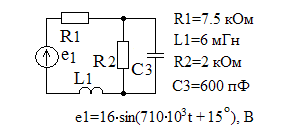 R1=7.5 кОм
R1
L1=6 мГн
e1
R2
C3
R2=2 кОм
L1
C3=600 пФ
e1=16·sin(710·10³t+15°), В